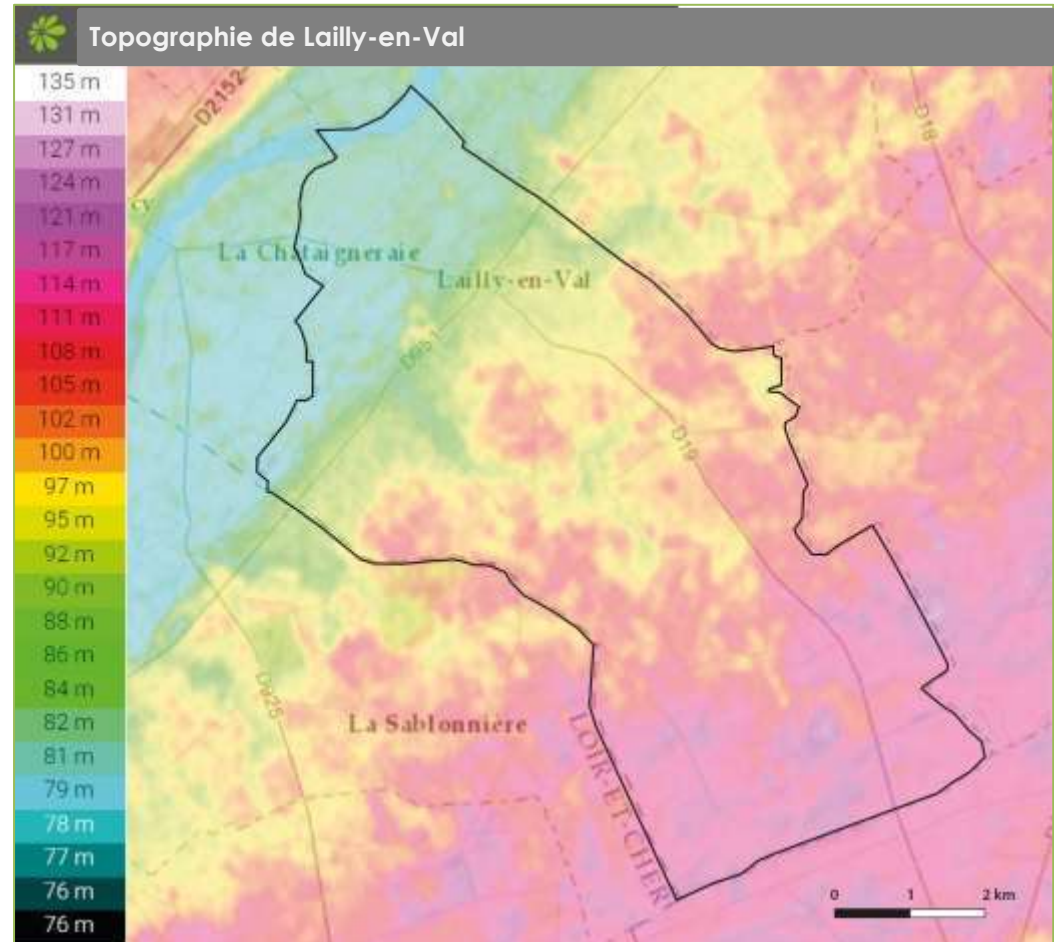 Topographie de Lailly-en-Val
135 m
131 m
127 m
124 m
121 m
117 m
114 m
111 m
108 m
105 m
102 m
100 m
97 m
95 m
92 m
90 m
88 m
86 m
84 m
82 m
81 m
79 m
78 m
77 m
76 m
76 m
D2152
D18
La Chataigneraie
Lailly-en-Val
D951
D19
D925
La Sablonnière
LOIR-ET-CHER
0 1 2 km